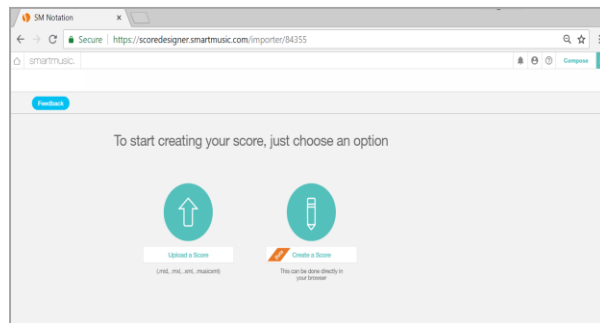 SM Notation
Secure | https://scoredesigner.smartmusic.com/importer/84355
smartmusic.
Compose
Feedback
To start creating your score, just choose an option
Upload a Score
Create a Score
(.mid, .mxl, .xml, .musicxml)
This can be done directly in
your browser